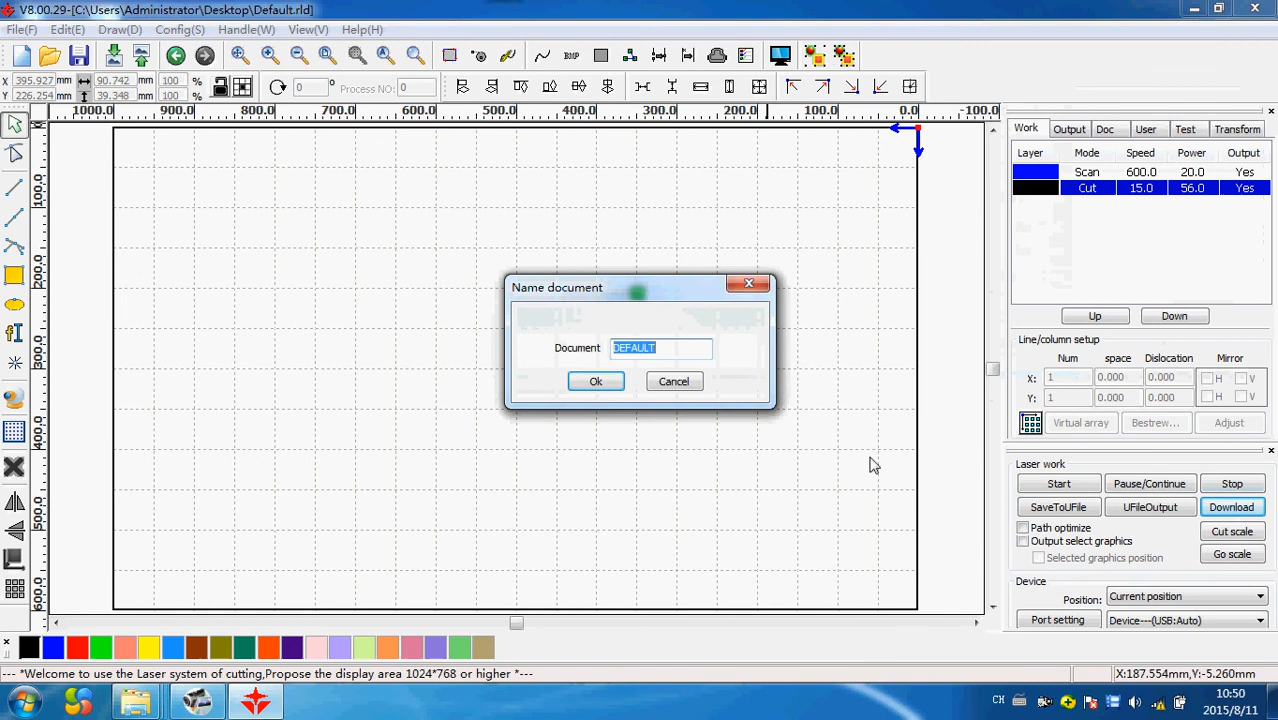 V8.00.29-[C:\Users\Administrator\Desktop\Default.rld]
File(F) Edit(E) Draw(D) Config(S) Handle(W) View(V) Help(H)
X 395.927 mm 90.742 mm 100 %
Y 226.254 mm 39.348 mm 100 %
0 ° Process NO: 0
1000.0 900.0 800.0 700.0 600.0 500.0 400.0 300.0 200.0 100.0 0.0 -100.0
100.0
200.0
300.0
400.0
500.0
600.0
Name document
Document DEFAULT
Ok Cancel
Work Output Doc User Test Transform
Layer Mode Speed Power Output
Scan 600.0 20.0 Yes
Cut 15.0 56.0 Yes
Up Down
Line/column setup
Num space Dislocation Mirror
X: 1 0.000 0.000 H V
Y: 1 0.000 0.000 H V
Virtual array Bestrew... Adjust
Laser work
Start Pause/Continue Stop
SaveToUFile UFileOutput Download
Path optimize
Output select graphics
Selected graphics position
Cut scale
Go scale
Device
Position: Current position
Port setting Device---(USB:Auto)
--- *Welcome to use the Laser system of cutting,Propose the display area 1024*768 or higher *---
X:187.554mm,Y:-5.260mm
CH
10:50
2015/8/11
BMP